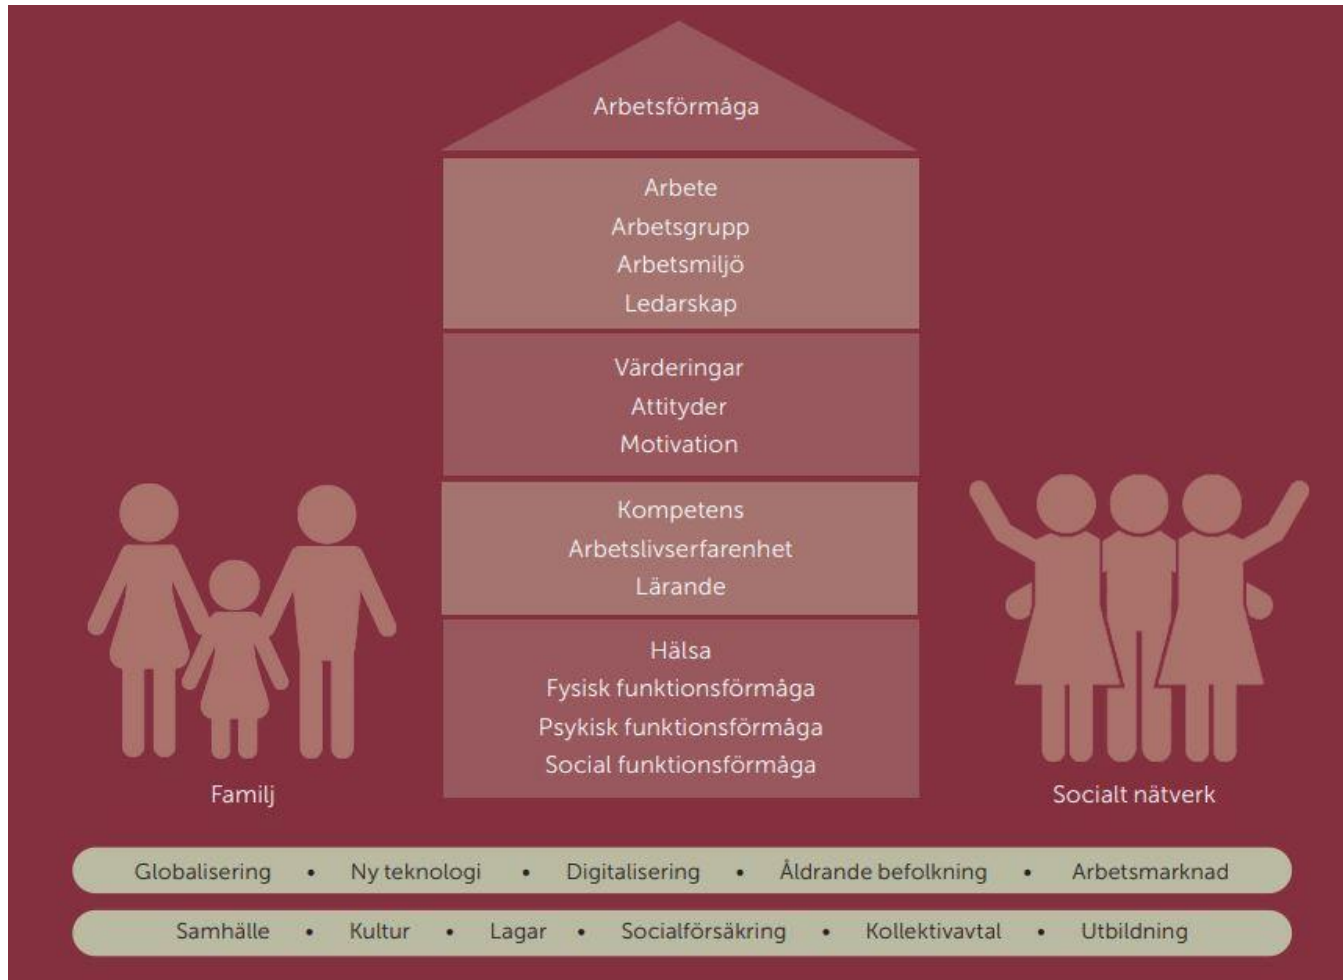 Arbetsförmåga
Arbete
Arbetsgrupp
Arbetsmiljö
Ledarskap
Värderingar
Attityder
Motivation
Kompetens
Arbetslivserfarenhet
Lärande
Hälsa
Fysisk funktionsförmåga
Psykisk funktionsförmåga
Social funktionsförmåga
Familj
Socialt nätverk
Globalisering • Ny teknologi • Digitalisering • Åldrande befolkning • Arbetsmarknad
Samhälle • Kultur • Lagar • Socialförsäkring • Kollektivavtal • Utbildning